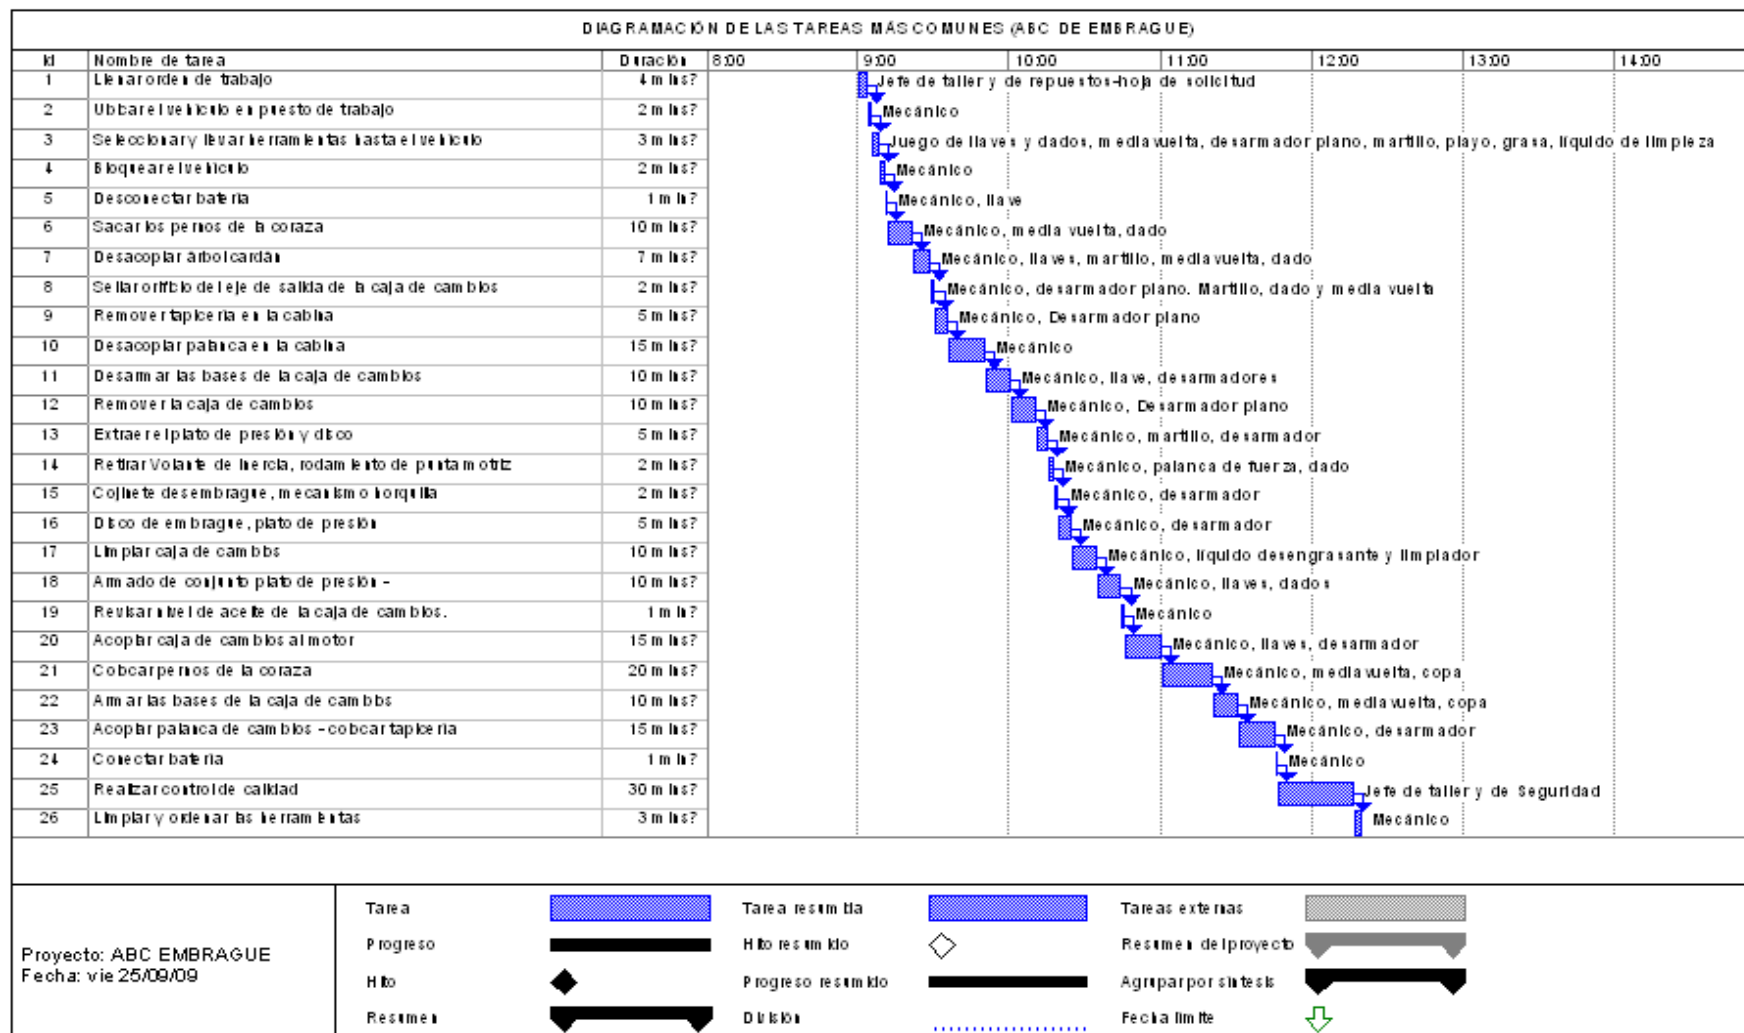 DIAGRAMACIÓN DE LAS TAREAS MÁS COMUNES (ABC DE EMBRAGUE)
Id Nombre de tarea Duración 8:00 9:00 10:00 11:00 12:00 13:00 14:00
1 Llenar orden de trabajo 4 mins? Jefe de taller y de repuestos-hoja de solicitud
2 Ubicar el vehículo en puesto de trabajo 2 mins? Mecánico
3 Seleccionar y llevar herramientas hasta el vehículo 3 mins? Juego de llaves y dados, media vuelta, desarmador plano, martillo, playo, grasa, líquido de limpieza
4 Bloquear el vehículo 2 mins? Mecánico
5 Desconectar batería 1 min? Mecánico, llave
6 Sacar los pernos de la coraza 10 mins? Mecánico, media vuelta, dado
7 Desacoplar árbol cardán 7 mins? Mecánico, llaves, martillo, media vuelta, dado
8 Sellar orificio del eje de salida de la caja de cambios 2 mins? Mecánico, desarmador plano. Martillo, dado y media vuelta
9 Remover tapicería en la cabina 5 mins? Mecánico, Desarmador plano
10 Desacoplar palanca en la cabina 15 mins? Mecánico
11 Desarmar las bases de la caja de cambios 10 mins? Mecánico, llave, desarmadores
12 Remover la caja de cambios 10 mins? Mecánico, Desarmador plano
13 Extraer el plato de presión y disco 5 mins? Mecánico, martillo, desarmador
14 Retirar Volante de Inercia, rodamiento de punta motriz 2 mins? Mecánico, palanca de fuerza, dado
15 Cojinete desembrague, mecanismo horquilla 2 mins? Mecánico, desarmador
16 Disco de embrague, plato de presión 5 mins? Mecánico, desarmador
17 Limpiar caja de cambios 10 mins? Mecánico, líquido desengrasante y limpiador
18 Armado de conjunto plato de presión - 10 mins? Mecánico, llaves, dados
19 Revisar nivel de aceite de la caja de cambios. 1 min? Mecánico
20 Acoplar caja de cambios al motor 15 mins? Mecánico, llaves, desarmador
21 Colocar pernos de la coraza 20 mins? Mecánico, media vuelta, copa
22 Armar las bases de la caja de cambios 10 mins? Mecánico, media vuelta, copa
23 Acoplar palanca de cambios - colocar tapicería 15 mins? Mecánico, desarmador
24 Conectar batería 1 min? Mecánico
25 Realizar control de calidad 30 mins? Jefe de taller y de Seguridad
26 Limpiar y ordenar las herramientas 3 mins? Mecánico
Proyecto: ABC EMBRAGUE
Fecha: vie 25/09/09
Tarea Tarea resumida Tareas externas
Progreso Hito resumido Resumen del proyecto
Hito Progreso resumido Agrupar por síntesis
Resumen División Fecha límite